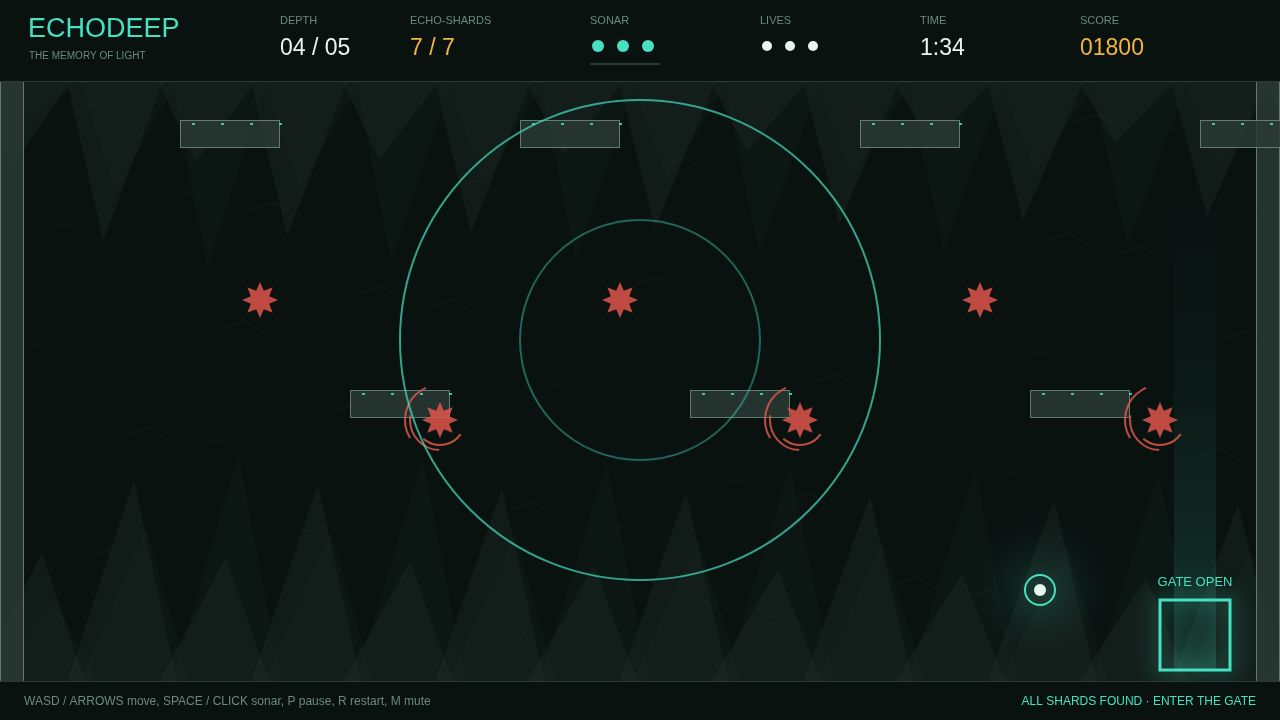 ECHODEEP
THE MEMORY OF LIGHT
DEPTH
04 / 05
ECHO-SHARDS
7 / 7
SONAR
LIVES
TIME
1:34
SCORE
01800
GATE OPEN
WASD / ARROWS move, SPACE / CLICK sonar, P pause, R restart, M mute
ALL SHARDS FOUND · ENTER THE GATE